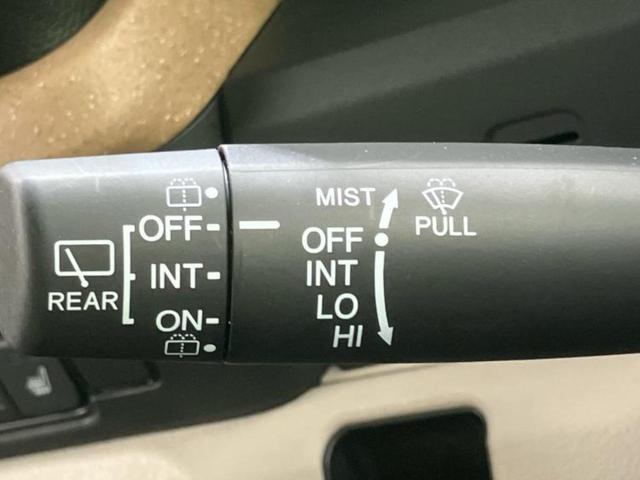 MIST
PULL
OFF
INT
ON
REAR
OFF
INT
LO
HI